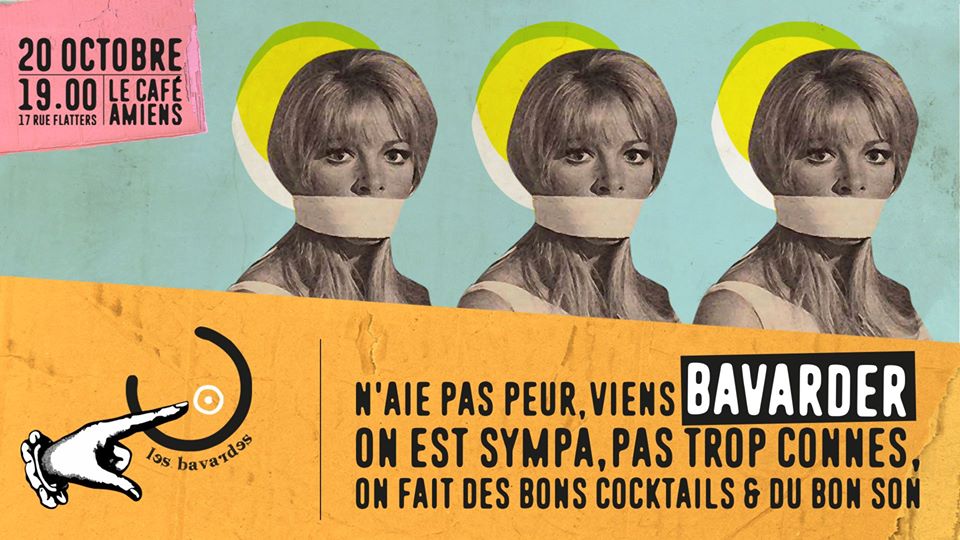 20 OCTOBRE
19.00
17 RUE FLATTERS
LE CAFÉ
AMIENS
les bavardes
N'AIE PAS PEUR, VIENS BAVARDER
ON EST SYMPA, PAS TROP CONNES,
ON FAIT DES BONS COCKTAILS & DU BON SON